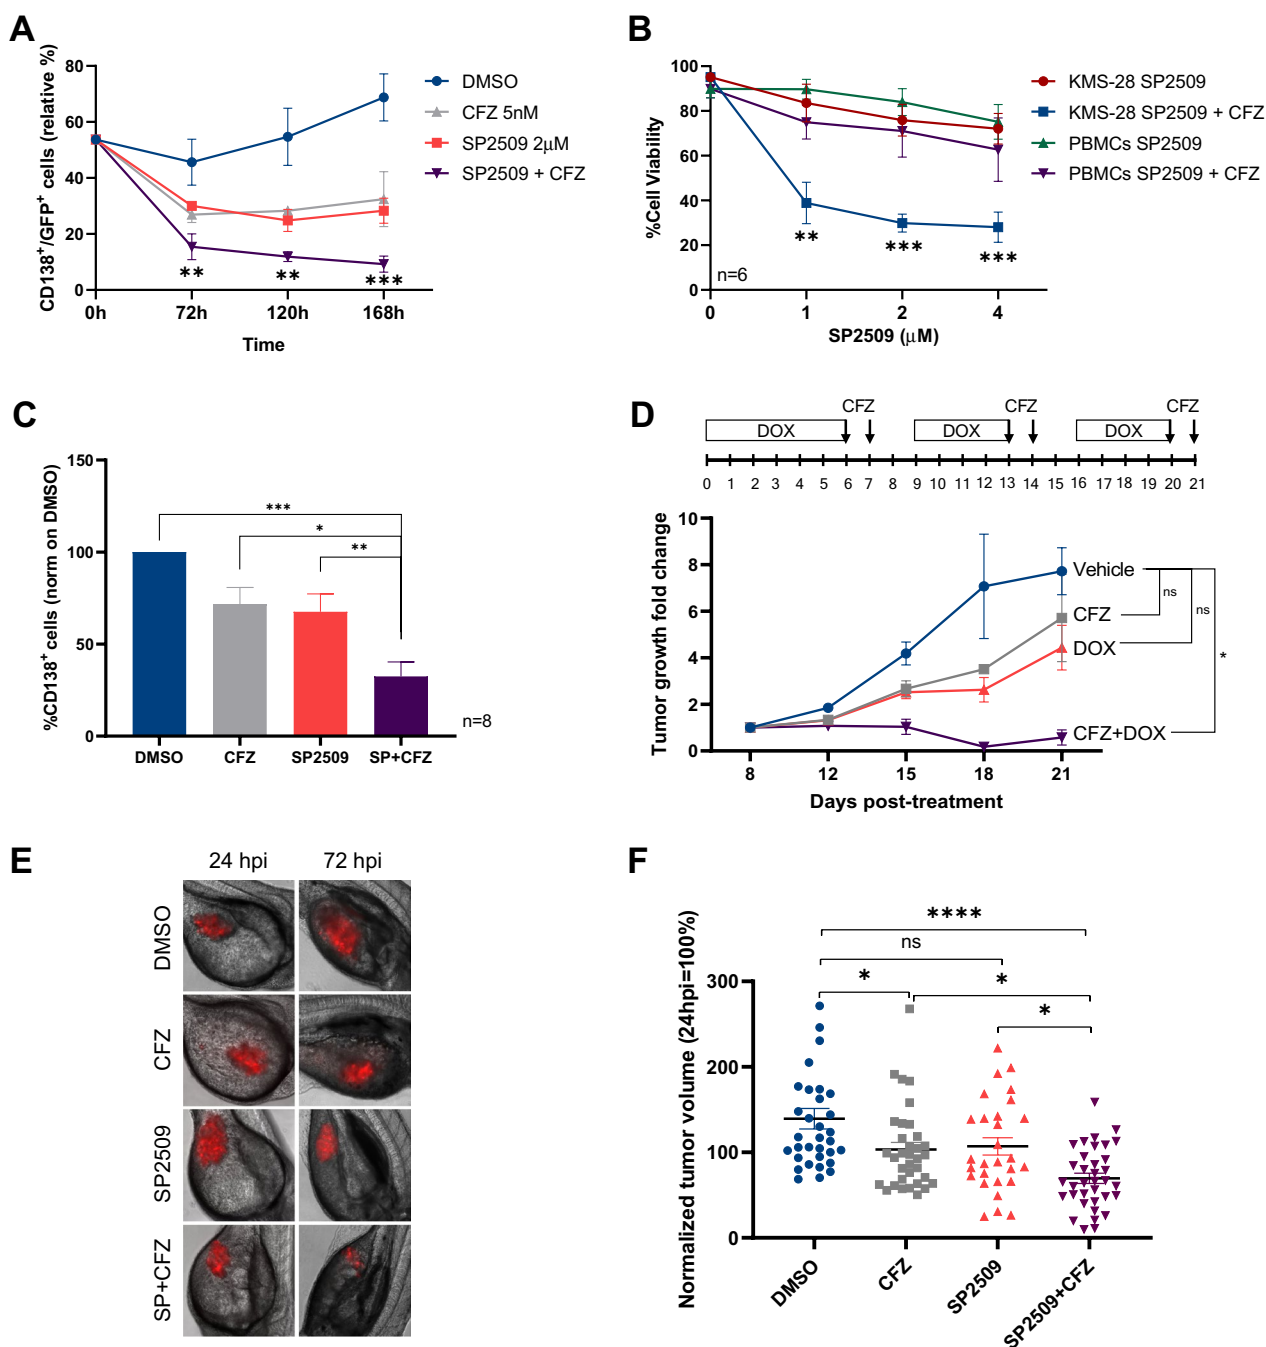 A
CD138+/GFP+ cells (relative %)
80
60
40
20
0
0h 72h 120h 168h
Time
** ** ***
DMSO
CFZ 5nM
SP2509 2μM
SP2509 + CFZ
B
%Cell Viability
100
80
60
40
20
0
0 1 2 4
SP2509 (μM)
n=6
** *** ***
KMS-28 SP2509
KMS-28 SP2509 + CFZ
PBMCs SP2509
PBMCs SP2509 + CFZ
C
%CD138+ cells (norm on DMSO)
150
100
50
0
***
*
**
DMSO CFZ SP2509 SP+CFZ
n=8
D
CFZ CFZ CFZ
DOX DOX DOX
0 1 2 3 4 5 6 7 8 9 10 11 12 13 14 15 16 17 18 19 20 21
Tumor growth fold change
10
8
6
4
2
0
8 12 15 18 21
Days post-treatment
Vehicle
CFZ
DOX
CFZ+DOX
ns
ns
*
E
24 hpi 72 hpi
DMSO
CFZ
SP2509
SP+CFZ
F
Normalized tumor volume (24hpi=100%)
300
200
100
0
****
ns
*
*
*
DMSO CFZ SP2509 SP2509+CFZ